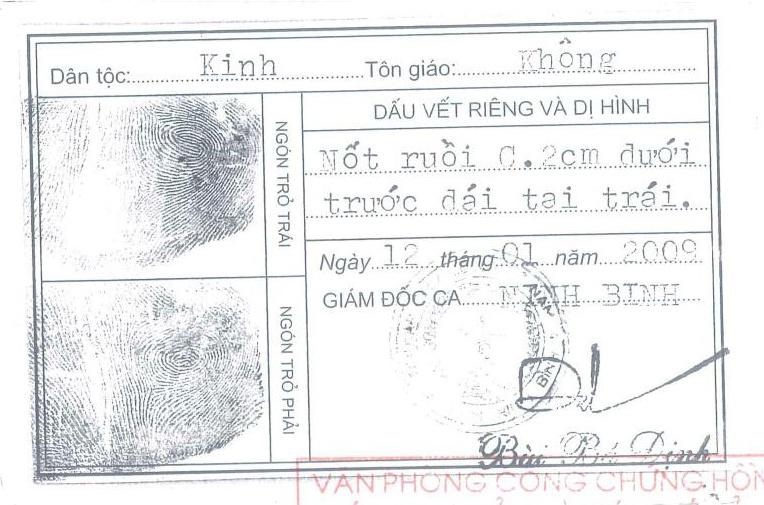 Dân tộc: Kinh Tôn giáo: Không
NGÓN TRỎ TRÁI
NGÓN TRỎ PHẢI
DẤU VẾT RIÊNG VÀ DỊ HÌNH
Nốt ruồi C.2cm dưới
trước dái tai trái.
Ngày 12 tháng 01 năm 2009
GIÁM ĐỐC CA NINH BÌNH
Bùi Bá Định
VĂN PHÒNG CÔNG CHỨNG HỒN